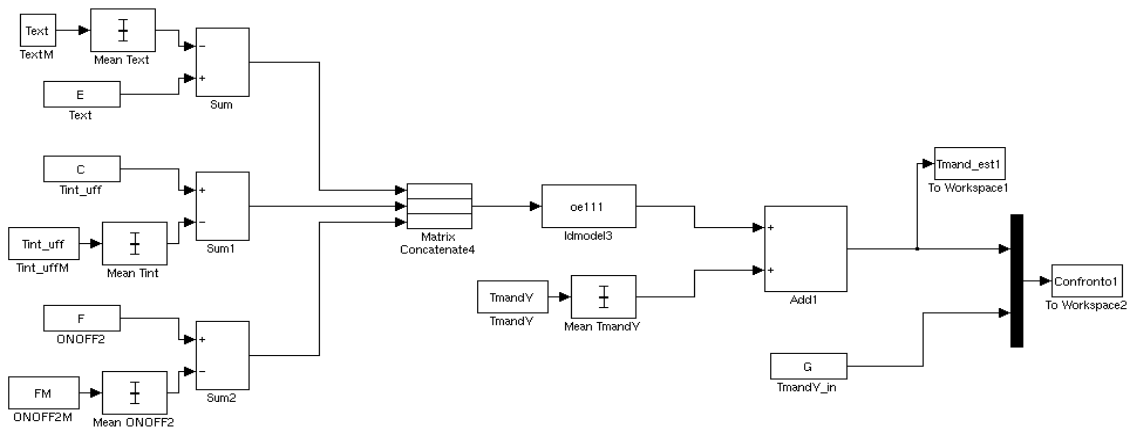 Text
TextM
Mean Text
−
+
Sum
E
Text
C
Tint_uff
+
−
Sum1
Tint_uff
Tint_uffM
Mean Tint
F
ONOFF2
+
−
Sum2
FM
ONOFF2M
Mean ONOFF2
Matrix
Concatenate4
oe111
Idmodel3
TmandY
TmandY
Mean TmandY
+
+
Add1
Tmand_est1
To Workspace1
G
TmandY_in
Confronto1
To Workspace2